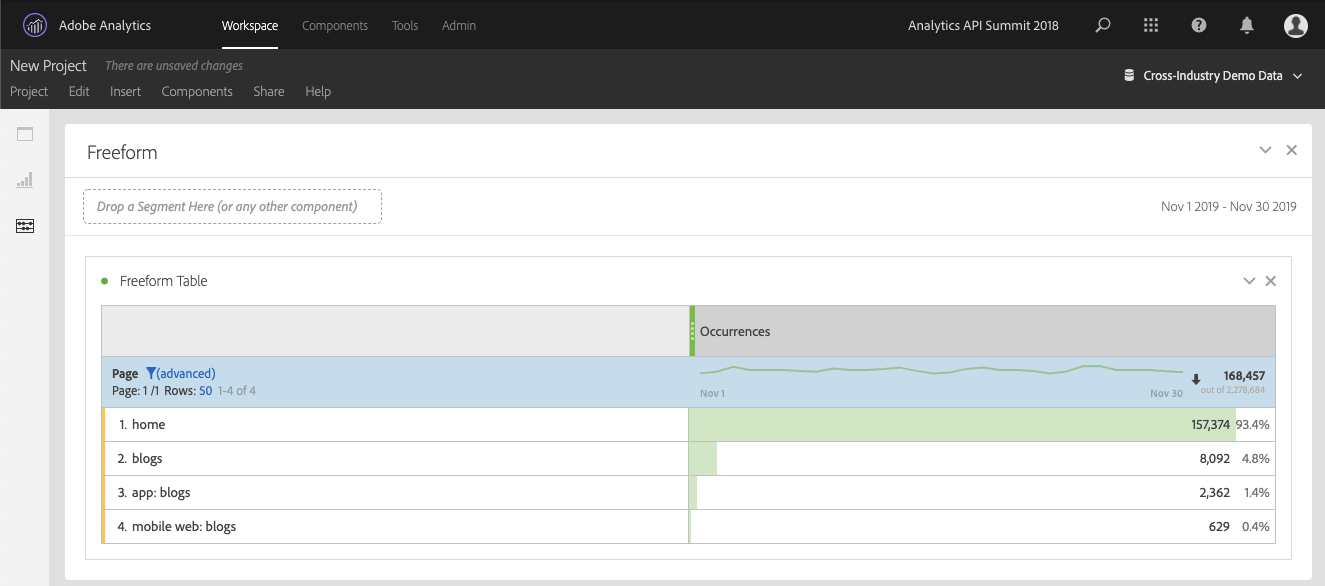 Adobe Analytics Workspace Components Tools Admin Analytics API Summit 2018
New Project There are unsaved changes
Cross-Industry Demo Data
Project Edit Insert Components Share Help
Freeform
Drop a Segment Here (or any other component) Nov 1 2019 - Nov 30 2019
Freeform Table
Occurrences
Page (advanced) 168,457
Page: 1 /1 Rows: 50 1-4 of 4 Nov 1 Nov 30 out of 2,278,684
1. home 157,374 93.4%
2. blogs 8,092 4.8%
3. app: blogs 2,362 1.4%
4. mobile web: blogs 629 0.4%